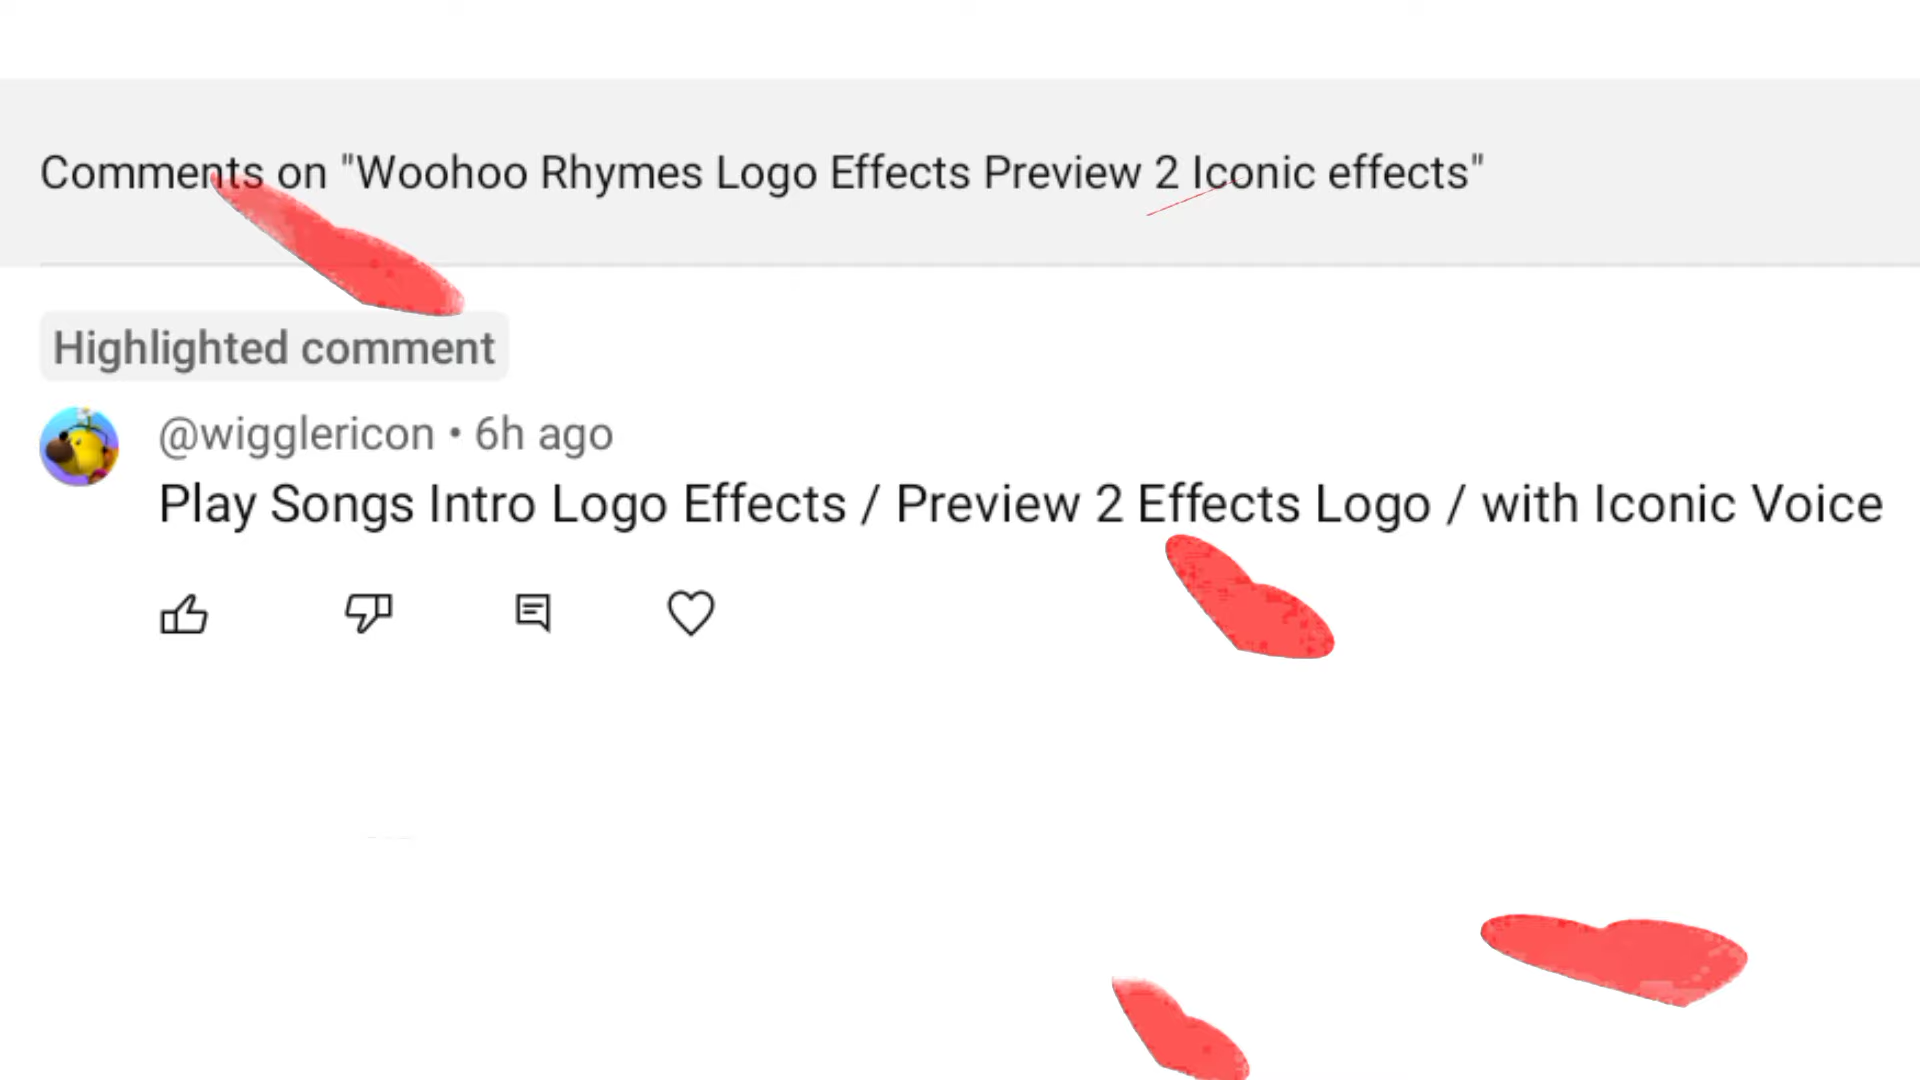 Comments on "Woohoo Rhymes Logo Effects Preview 2 Iconic effects"
Highlighted comment
@wigglericon • 6h ago
Play Songs Intro Logo Effects / Preview 2 Effects Logo / with Iconic Voice